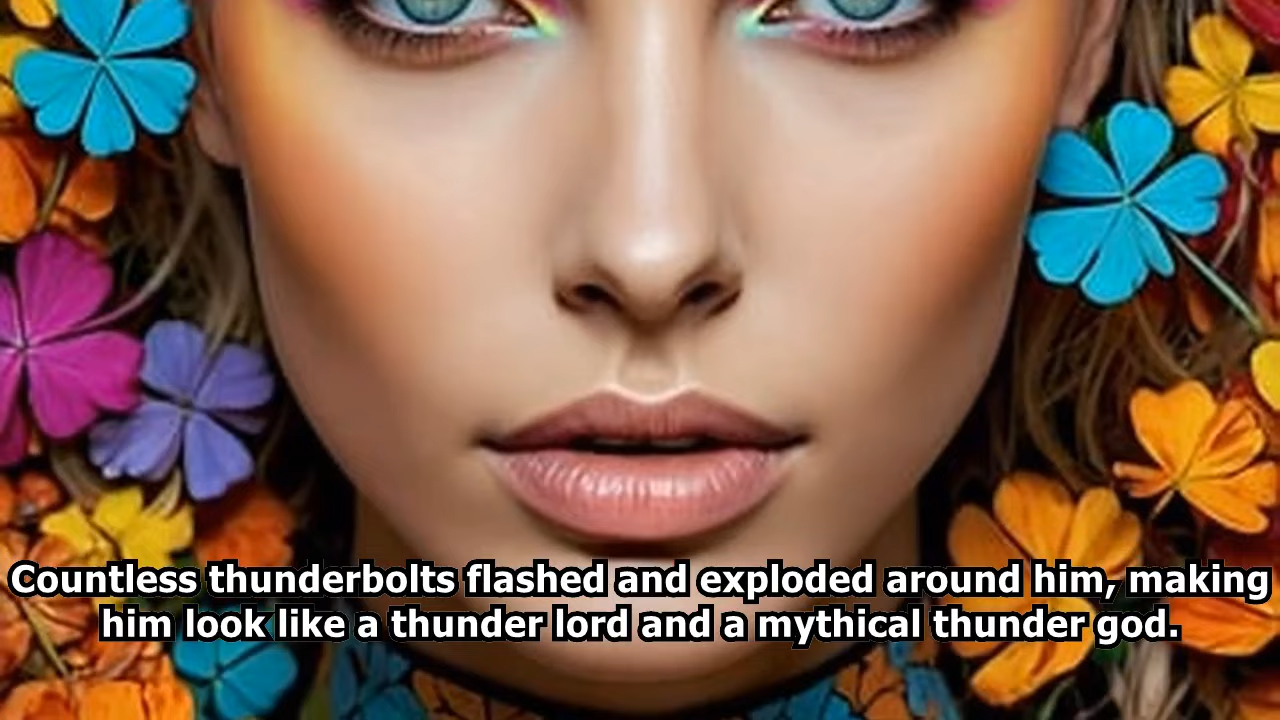 Countless thunderbolts flashed and exploded around him, making
him look like a thunder lord and a mythical thunder god.